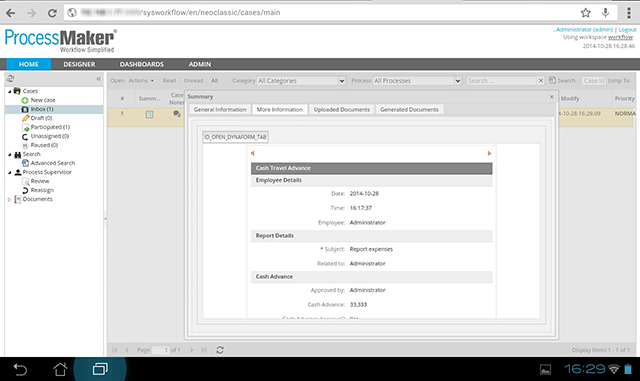 /sysworkflow/en/neoclassic/cases/main
ProcessMaker
Workflow Simplified
Administrator (admin) | Logout
Using workspace workflow
2014-10-28 16:28:46
HOME DESIGNER DASHBOARDS ADMIN
Cases
New case
Inbox (1)
Draft (0)
Participated (1)
Unassigned (0)
Paused (0)
Search
Advanced Search
Process Supervisor
Review
Reassign
Documents
Open Actions Read Unread All Category All Categories Process All Processes Search ... Search Case Id Jump To
# Summ... Case Notes Modify Priority
1 4-10-28 16:28:09 NORMA
Summary
General Information More Information Uploaded Documents Generated Documents
ID_OPEN_DYNAFORM_TAB
Cash Travel Advance
Employee Details
Date: 2014-10-28
Time: 16:17:37
Employee: Administrator
Report Details
* Subject: Report expenses
Related to: Administrator
Cash Advance
Approved by: Administrator
Cash Advance: 33,333
Page 1 of 1 Display Items 1 - 1 of 1
16:29